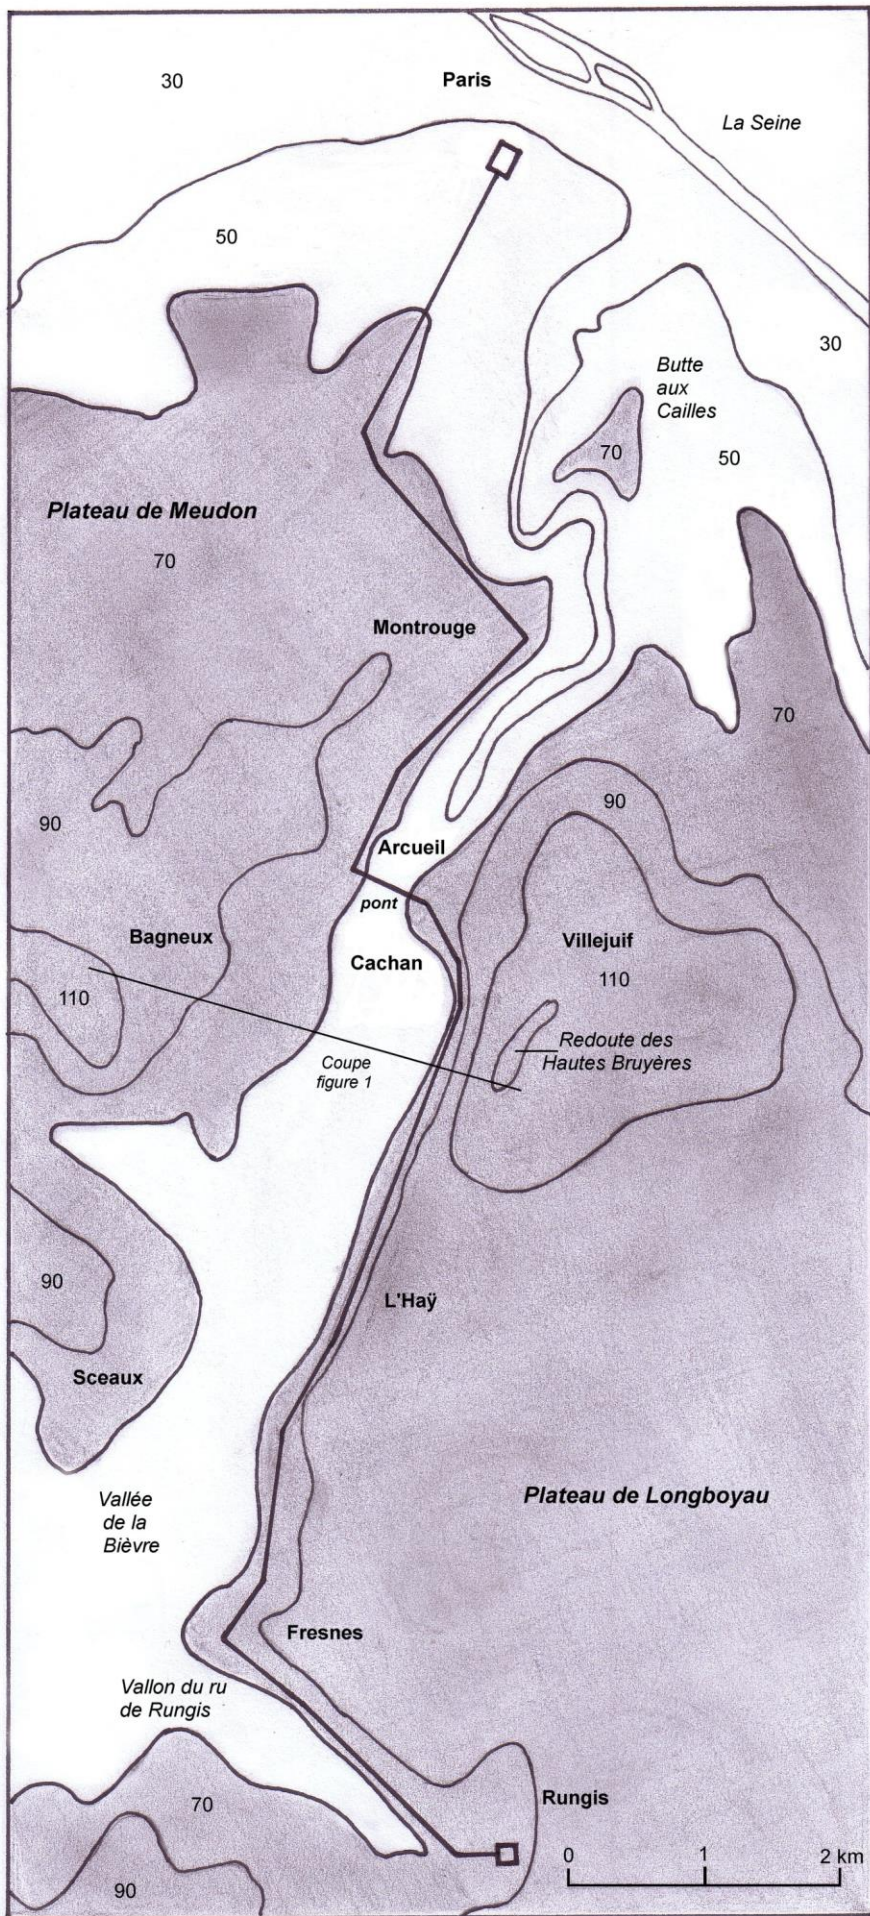 30
Paris
La Seine
50
30
Butte
aux
Cailles
70
50
Plateau de Meudon
70
Montrouge
70
90
90
Arcueil
pont
Bagneux
Villejuif
Cachan
110
110
Redoute des
Hautes Bruyères
Coupe
figure 1
90
L'Haÿ
Sceaux
Plateau de Longboyau
Vallée
de la
Bièvre
Fresnes
Vallon du ru
de Rungis
Rungis
70
0 1 2 km
90